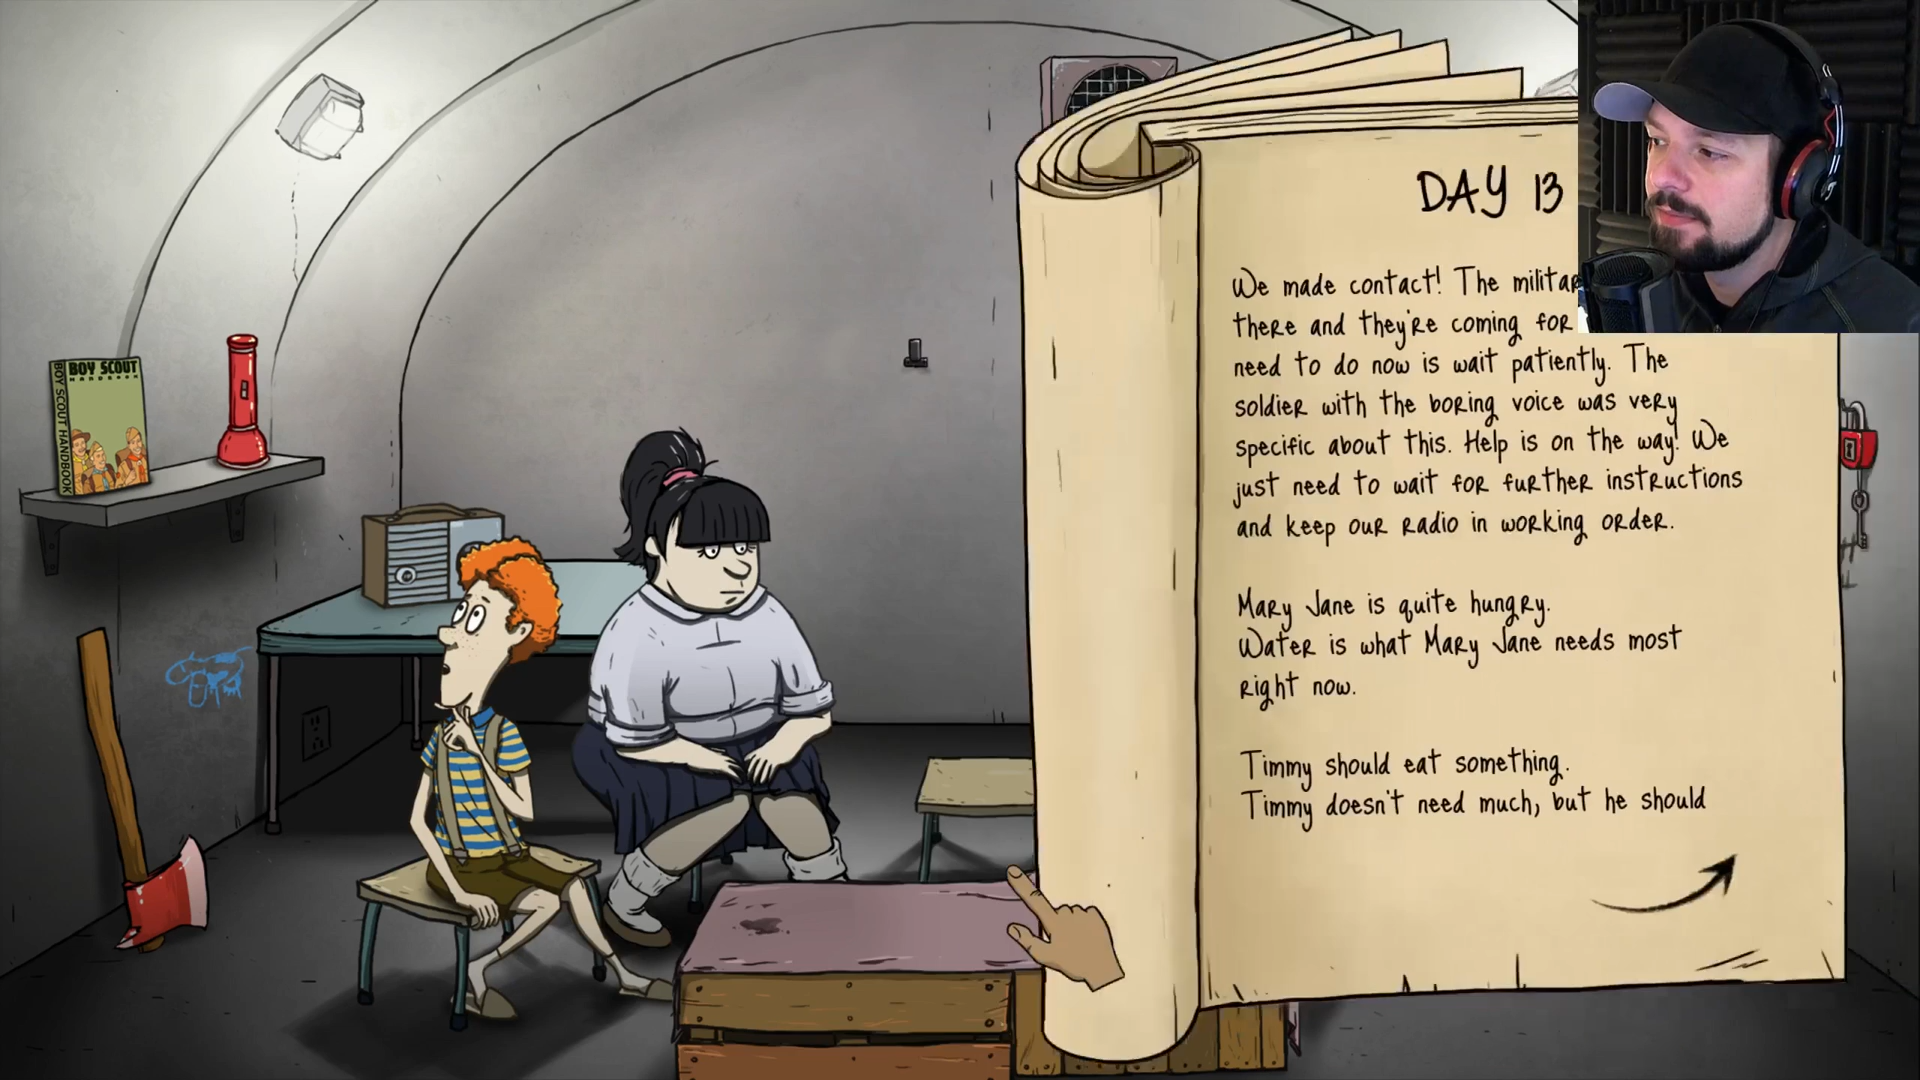 BOY SCOUT
HANDBOOK
BOY SCOUT HANDBOOK
DAY 13
We made contact! The militar
there and they're coming for
need to do now is wait patiently. The
soldier with the boring voice was very
specific about this. Help is on the way! We
just need to wait for further instructions
and keep our radio in working order.
Mary Jane is quite hungry.
Water is what Mary Jane needs most
right now.
Timmy should eat something.
Timmy doesn't need much, but he should